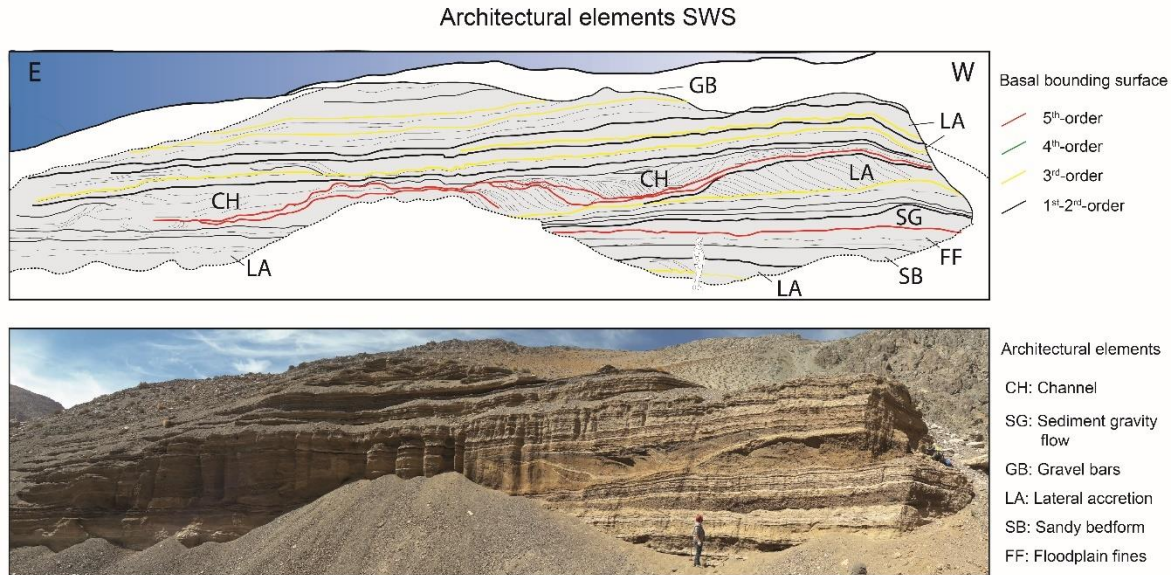 Architectural elements SWS
E
W
GB
LA
CH
CH
LA
SG
FF
SB
LA
LA
Basal bounding surface
5th-order
4th-order
3rd-order
1st-2rd-order
Architectural elements
CH: Channel
SG: Sediment gravity
flow
GB: Gravel bars
LA: Lateral accretion
SB: Sandy bedform
FF: Floodplain fines